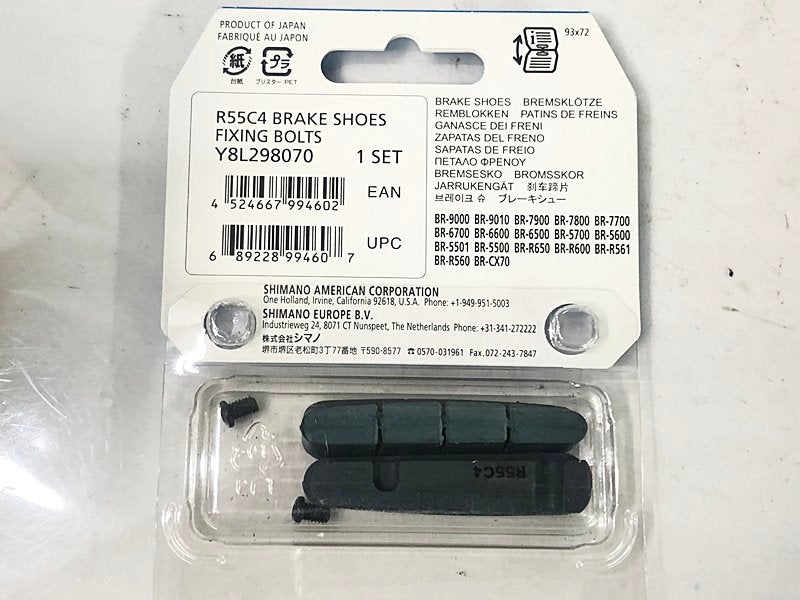 PRODUCT OF JAPAN
FABRIQUÉ AU JAPON
紙
プラ
台紙
ブリスター:PET
93x72
R55C4 BRAKE SHOES
FIXING BOLTS
Y8L298070 1 SET
EAN
4 524667 994602
UPC
6 89228 99460 7
BRAKE SHOES BREMSKLÖTZE
REMBLOKKEN PATINS DE FREINS
GANASCE DEI FRENI
ZAPATAS DEL FRENO
SAPATAS DE FREIO
ΠΕΤΑΛΟ ΦΡΕΝΟΥ
BREMSESKO BROMSSKOR
JARRUKENGÄT 刹车蹄片
브레이크 슈 ブレーキシュー
BR-9000 BR-9010 BR-7900 BR-7800 BR-7700
BR-6700 BR-6600 BR-6500 BR-5700 BR-5600
BR-5501 BR-5500 BR-R650 BR-R600 BR-R561
BR-R560 BR-CX70
SHIMANO AMERICAN CORPORATION
One Holland, Irvine, California 92618, U.S.A. Phone: +1-949-951-5003
SHIMANO EUROPE B.V.
Industrieweg 24, 8071 CT Nunspeet, The Netherlands Phone: +31-341-272222
株式会社シマノ
堺市堺区老松町3丁77番地 〒590-8577 ☎0570-031961 Fax.072-243-7847
R55C4